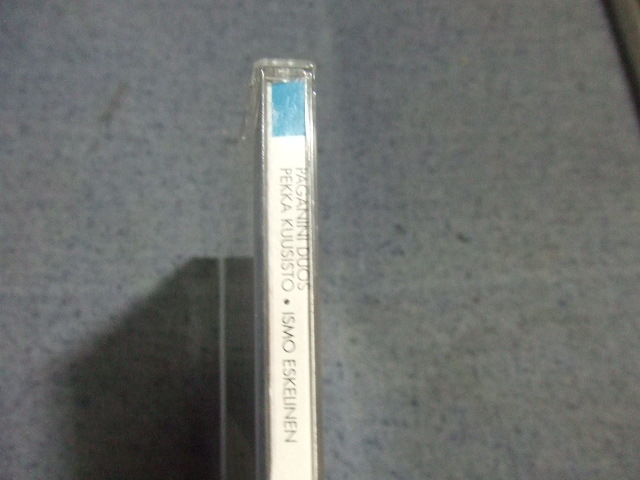 PAGANINI DUOS
PEKKA KUUSISTO • ISMO ESKELINEN